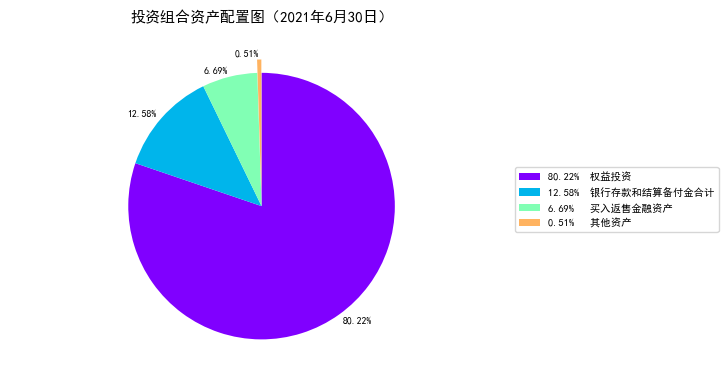 投资组合资产配置图（2021年6月30日）
0.51%
6.69%
12.58%
80.22%
80.22% 权益投资
12.58% 银行存款和结算备付金合计
6.69% 买入返售金融资产
0.51% 其他资产